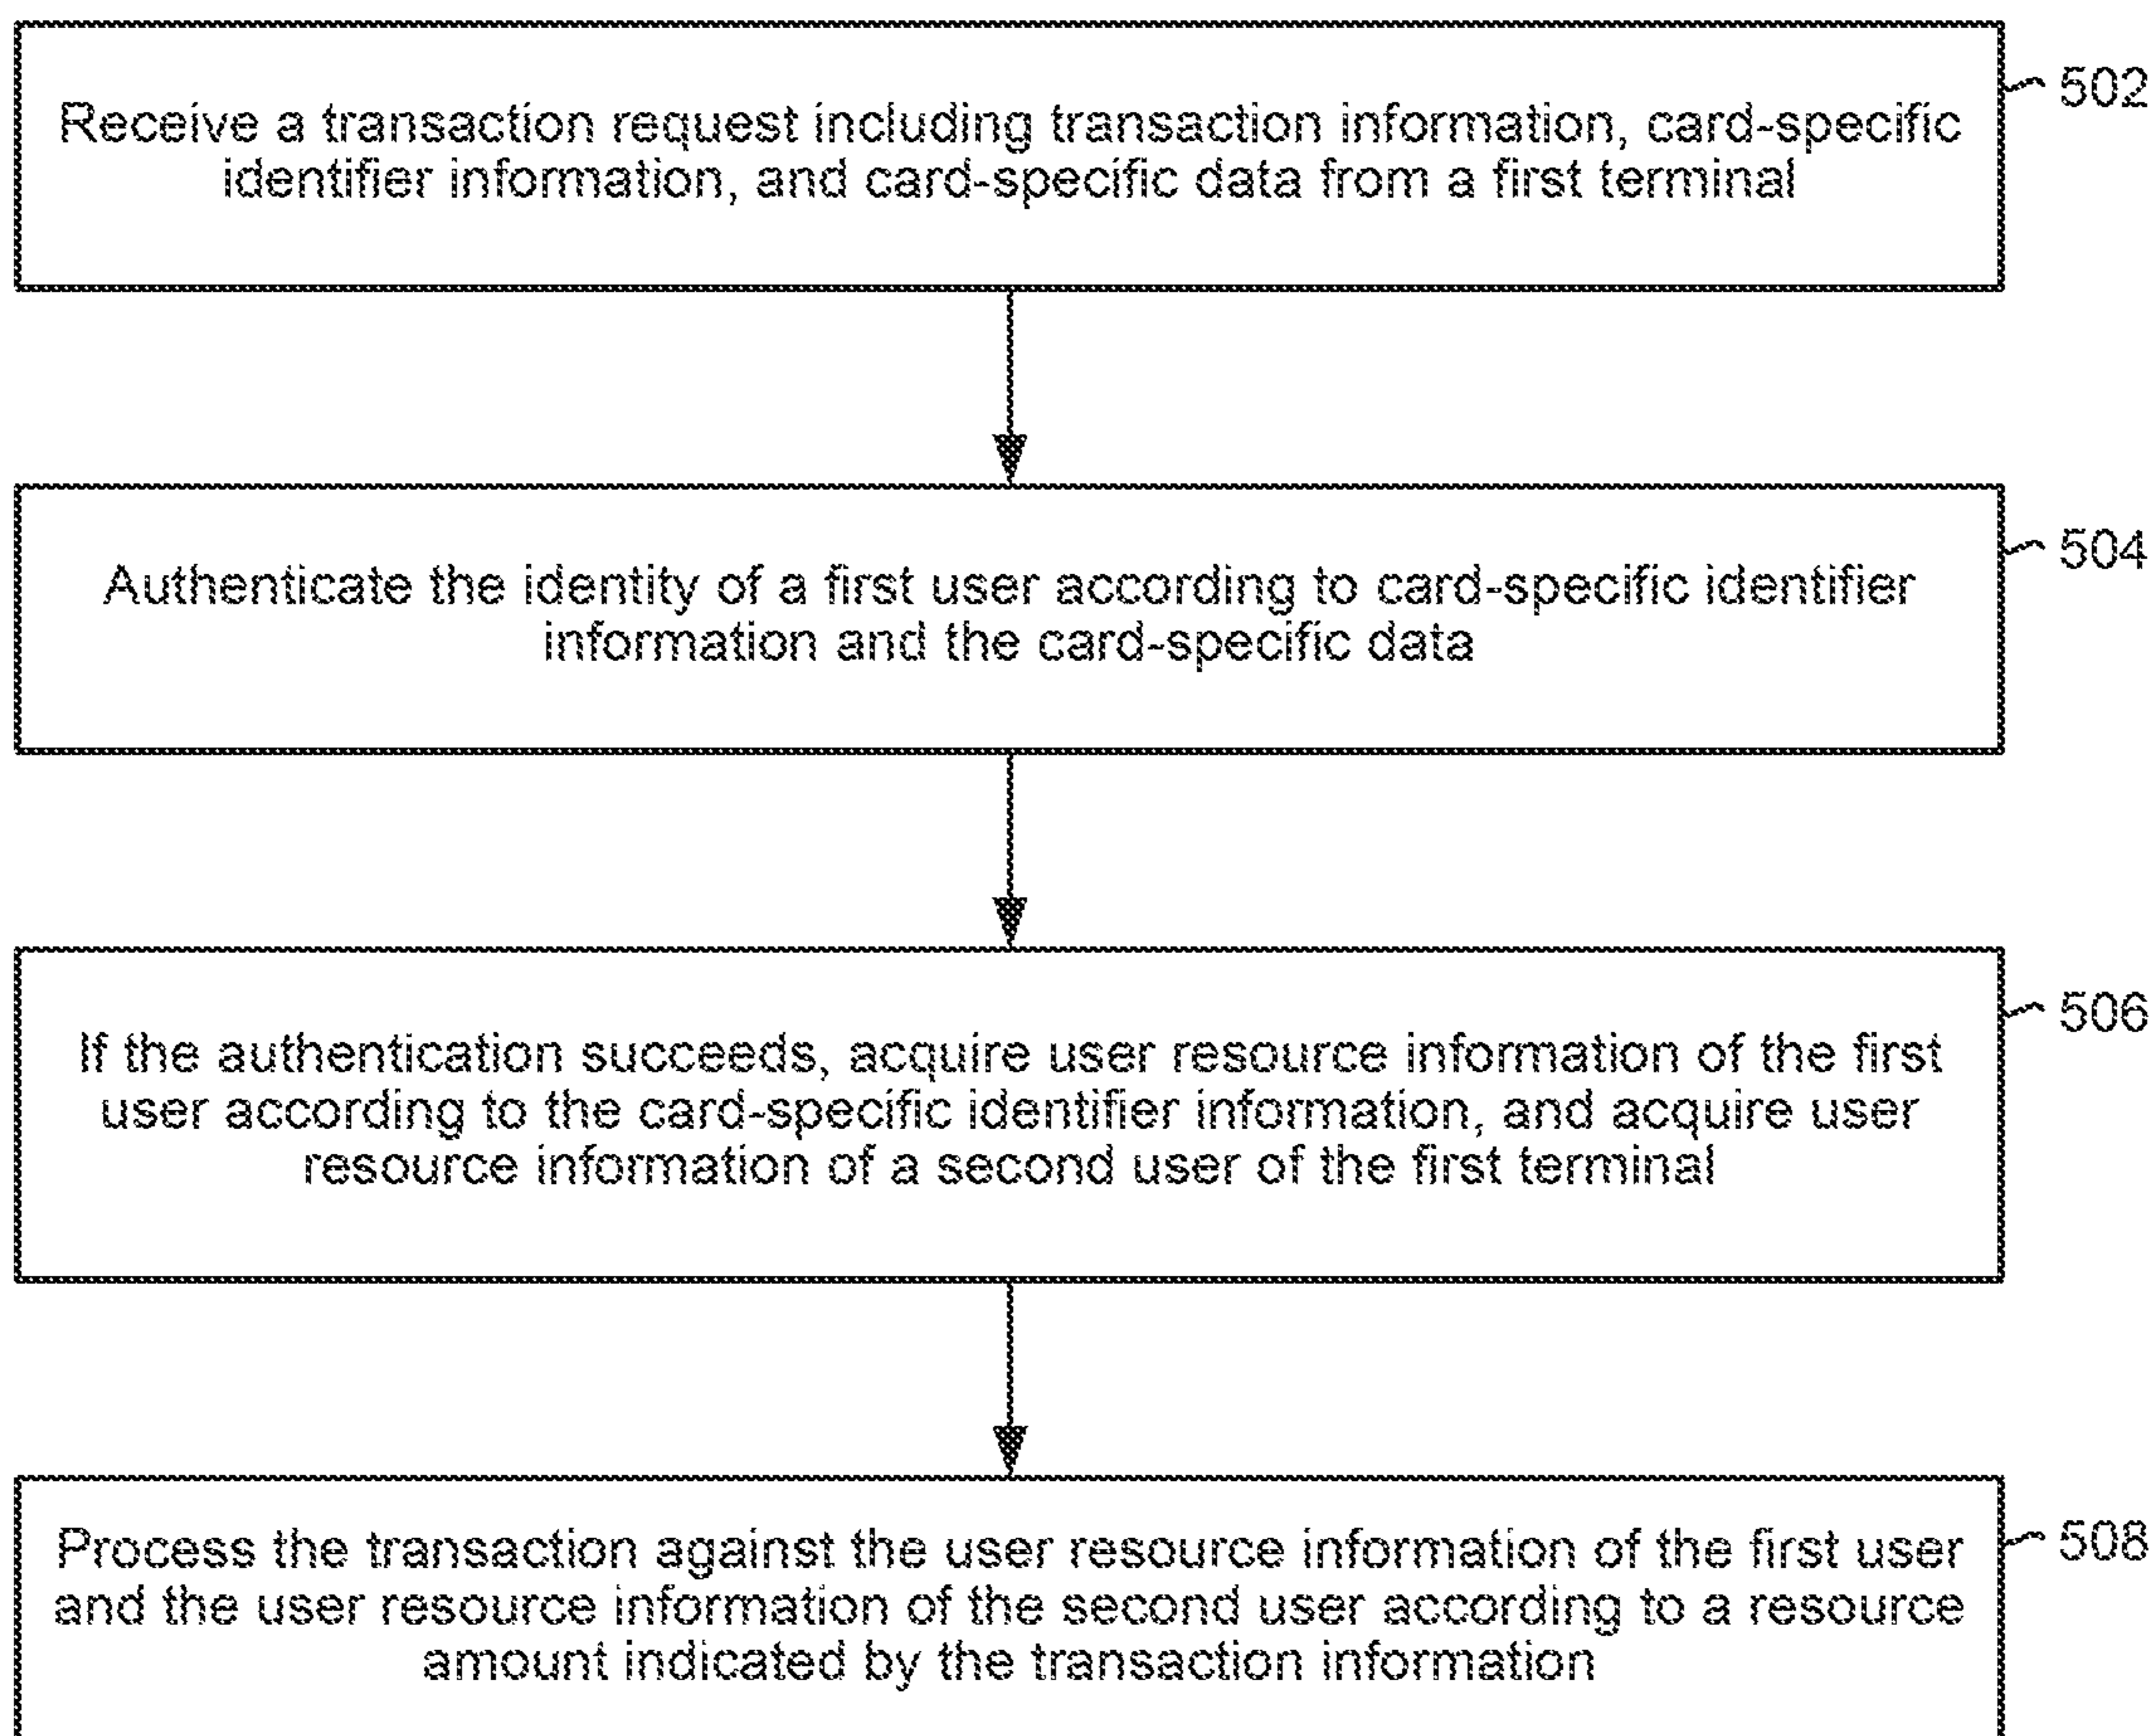 Receive a transaction request including transaction information, card-specific
identifier information, and card-specific data from a first terminal
502
Authenticate the identity of a first user according to card-specific identifier
information and the card-specific data
504
If the authentication succeeds, acquire user resource information of the first
user according to the card-specific identifier information, and acquire user
resource information of a second user of the first terminal
506
Process the transaction against the user resource information of the first user
and the user resource information of the second user according to a resource
amount indicated by the transaction information
508